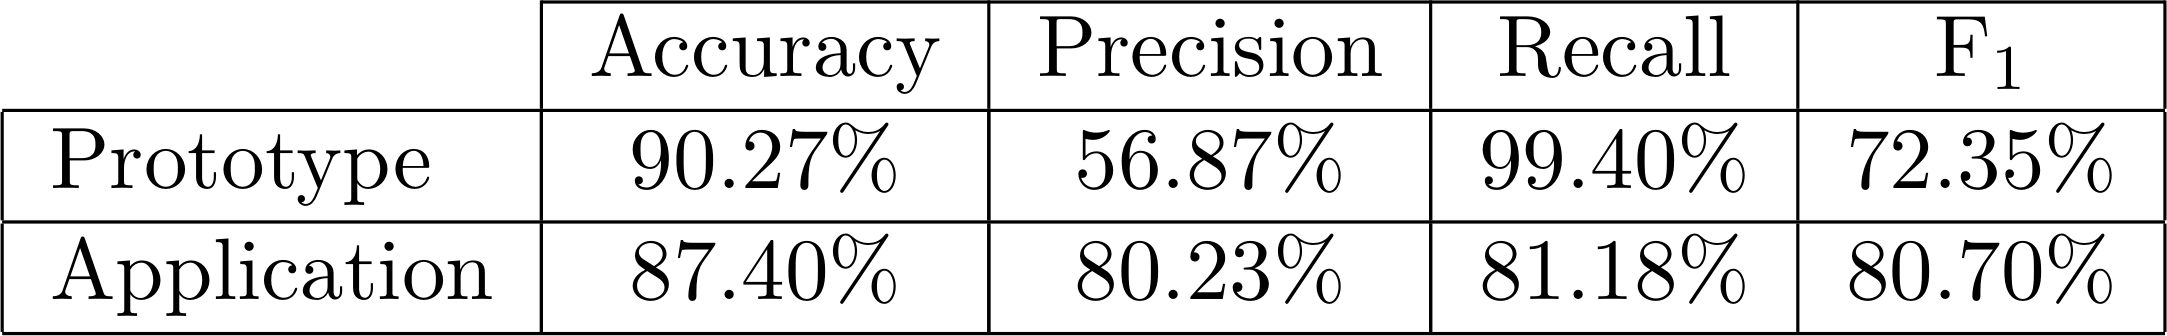 Accuracy Precision Recall F₁
Prototype 90.27% 56.87% 99.40% 72.35%
Application 87.40% 80.23% 81.18% 80.70%